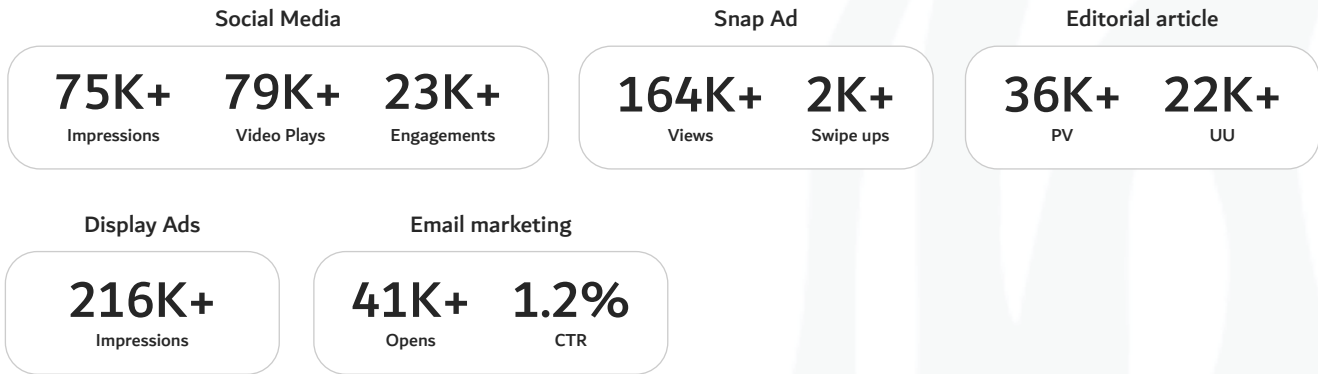 Social Media
75K+ 79K+ 23K+
Impressions Video Plays Engagements
Snap Ad
164K+ 2K+
Views Swipe ups
Editorial article
36K+ 22K+
PV UU
Display Ads
216K+
Impressions
Email marketing
41K+ 1.2%
Opens CTR